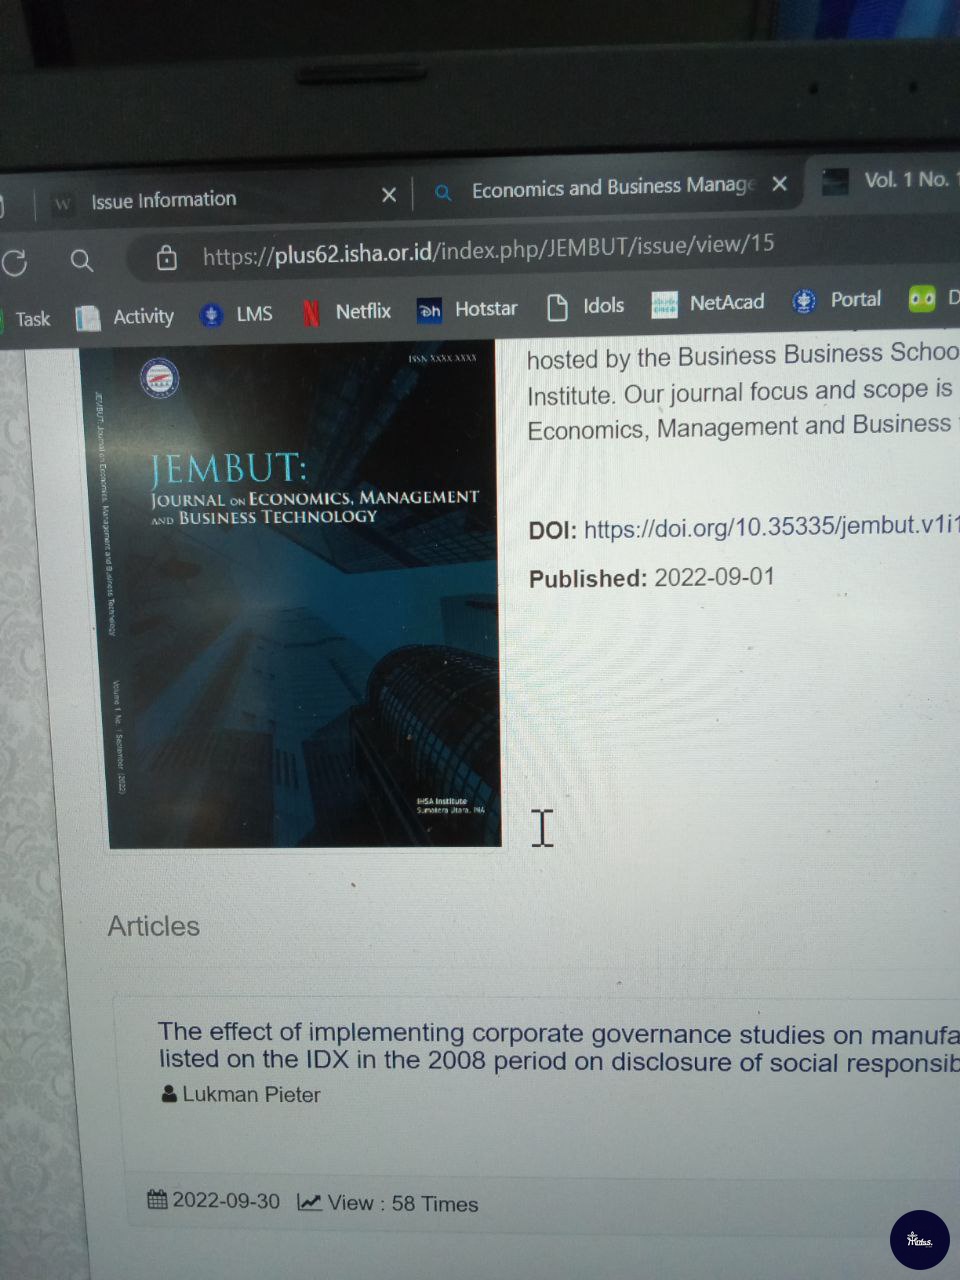 W Issue Information
Economics and Business Manage
Vol. 1 No. 1
https://plus62.isha.or.id/index.php/JEMBUT/issue/view/15
Task
Activity
LMS
Netflix
Hotstar
Idols
NetAcad
Portal
D
ISSN XXXX XXXX
JEMBUT:
JOURNAL ON ECONOMICS, MANAGEMENT
AND BUSINESS TECHNOLOGY
JEMBUT: Journal on Economics, Management and Business Technology
Volume 1 No. 1 September (2022)
IHSA Institute
Sumatera Utara, INA
hosted by the Business Business Schoo
Institute. Our journal focus and scope is
Economics, Management and Business
DOI: https://doi.org/10.35335/jembut.v1i1
Published: 2022-09-01
Articles
The effect of implementing corporate governance studies on manufa
listed on the IDX in the 2008 period on disclosure of social responsib
Lukman Pieter
2022-09-30 View : 58 Times